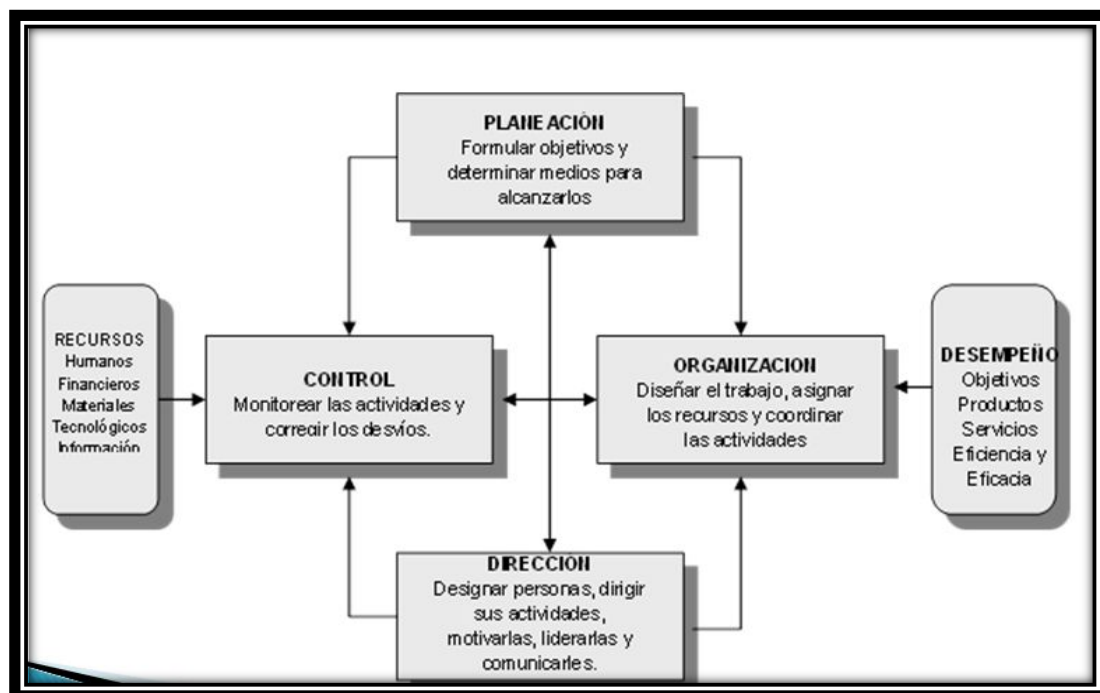 PLANEACIÓN
Formular objetivos y
determinar medios para
alcanzarlos
RECURSOS
Humanos
Financieros
Materiales
Tecnológicos
Información
CONTROL
Monitorear las actividades y
corregir los desvíos.
ORGANIZACION
Diseñar el trabajo, asignar
los recursos y coordinar
las actividades
DESEMPEÑO
Objetivos
Productos
Servicios
Eficiencia y
Eficacia
DIRECCIÓN
Designar personas, dirigir
sus actividades,
motivarlas, liderarlas y
comunicarles.